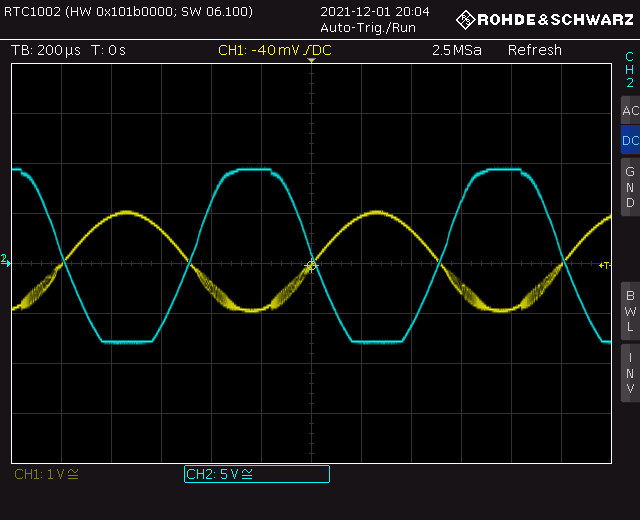 RTC1002 (HW 0x101b0000; SW 06.100)
2021-12-01 20:04
Auto-Trig./Run
ROHDE&SCHWARZ
TB: 200µs T: 0s
CH1: -40mV ⁄DC
2.5MSa
Refresh
CH2
AC
DC
GND
BWL
INV
2
T
CH1: 1V≅
CH2: 5V≅